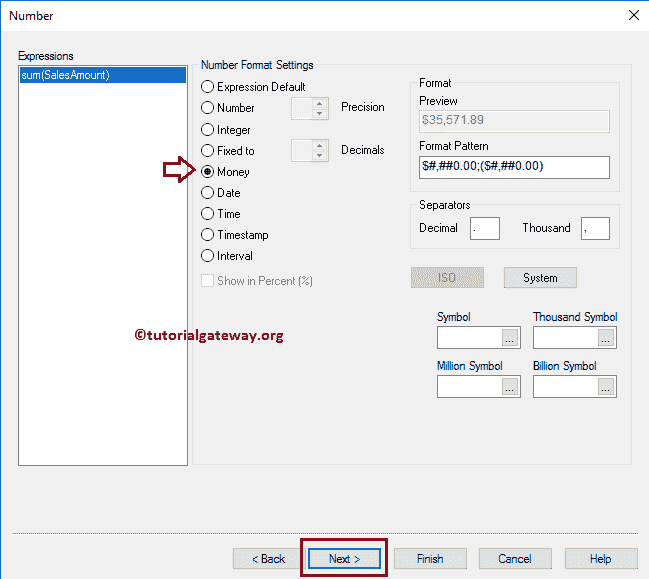 Number
Expressions
sum(SalesAmount)
Number Format Settings
Expression Default
Number
Precision
Integer
Fixed to
Decimals
Money
Date
Time
Timestamp
Interval
Show in Percent (%)
Format
Preview
$35,571.89
Format Pattern
$#,##0.00;($#,##0.00)
Separators
Decimal . Thousand ,
ISO System
Symbol Thousand Symbol
... ...
Million Symbol Billion Symbol
... ...
©tutorialgateway.org
< Back Next > Finish Cancel Help